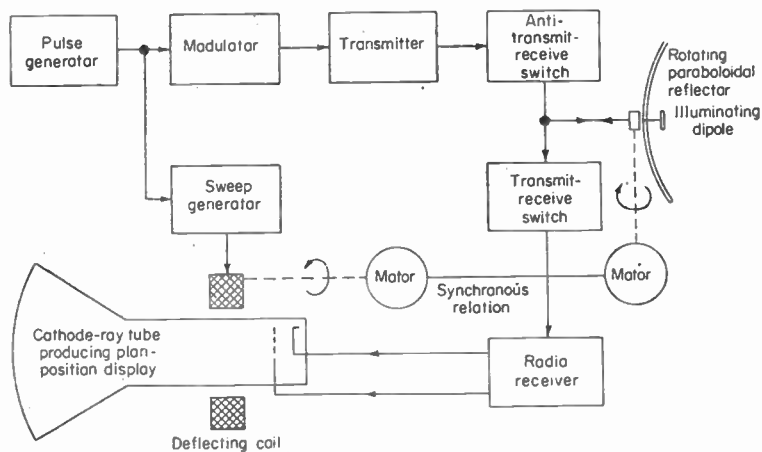 Pulse
generator
Modulator
Transmitter
Anti-
transmit-
receive
switch
Rotating
paraboloidal
reflector
Illuminating
dipole
Sweep
generator
Transmit-
receive
switch
Motor
Synchronous
relation
Motor
Cathode-ray tube
producing plan-
position display
Radia
receiver
Deflecting coil